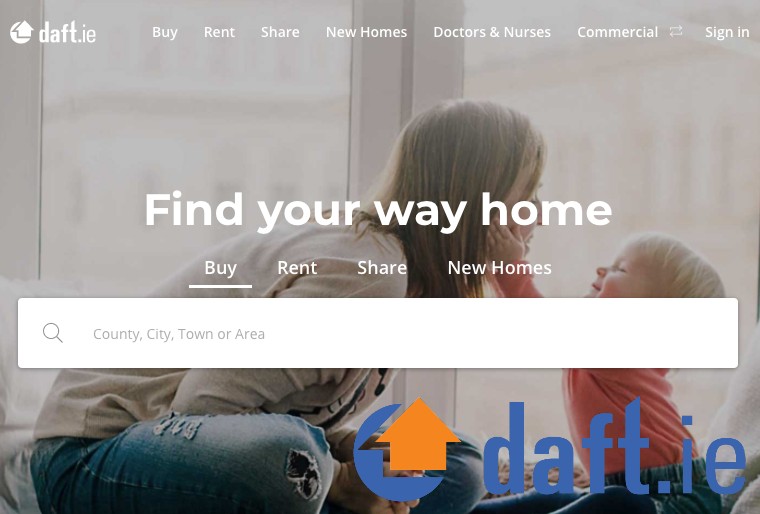 daft.ie Buy Rent Share New Homes Doctors & Nurses Commercial Sign in
Find your way home
Buy Rent Share New Homes
County, City, Town or Area
daft.ie